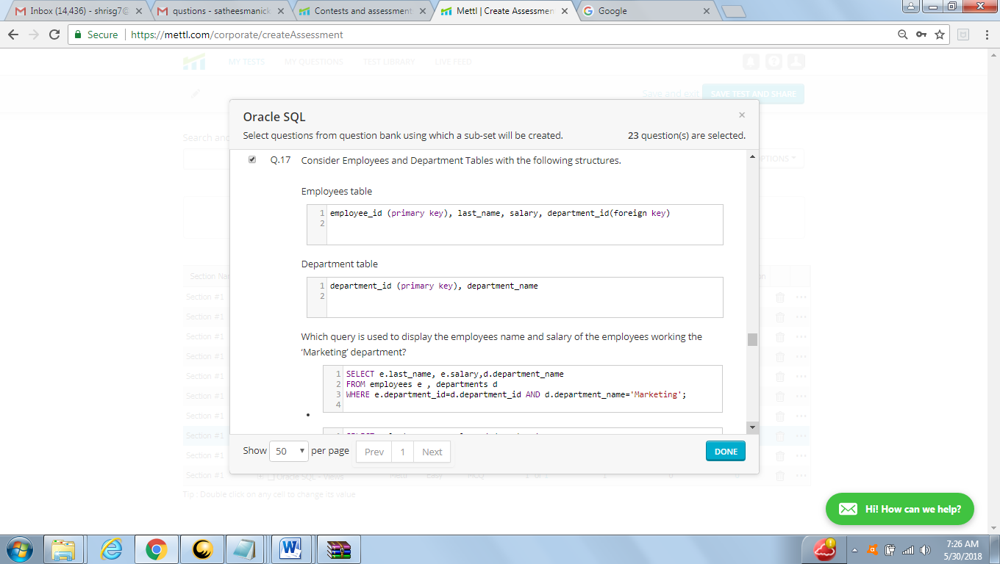 Inbox (14,436) - shrisg7@
qustions - satheesmanick
Contests and assessment
Mettl | Create Assessmen
Google
Secure https://mettl.com/corporate/createAssessment
MY TESTS MY QUESTIONS TEST LIBRARY LIVE FEED
Save and exit SAVE TEST AND SHARE
Oracle SQL
×
Select questions from question bank using which a sub-set will be created.
23 question(s) are selected.
Search and
Q.17 Consider Employees and Department Tables with the following structures.
Employees table
1 employee_id (primary key), last_name, salary, department_id(foreign key)
2
Department table
1 department_id (primary key), department_name
2
Section Na
Section #1
Section #1
Section #1
Section #1
Section #1
Section #1
Section #1
Section #1
Section #1
Section #1
Which query is used to display the employees name and salary of the employees working the
‘Marketing’ department?
1 SELECT e.last_name, e.salary,d.department_name
2 FROM employees e , departments d
3 WHERE e.department_id=d.department_id AND d.department_name='Marketing';
4
Show 50 per page Prev 1 Next
DONE
Oracle SQL - Views
Tip : Double click on any cell to change its value
Hi! How can we help?
7:26 AM
5/30/2018